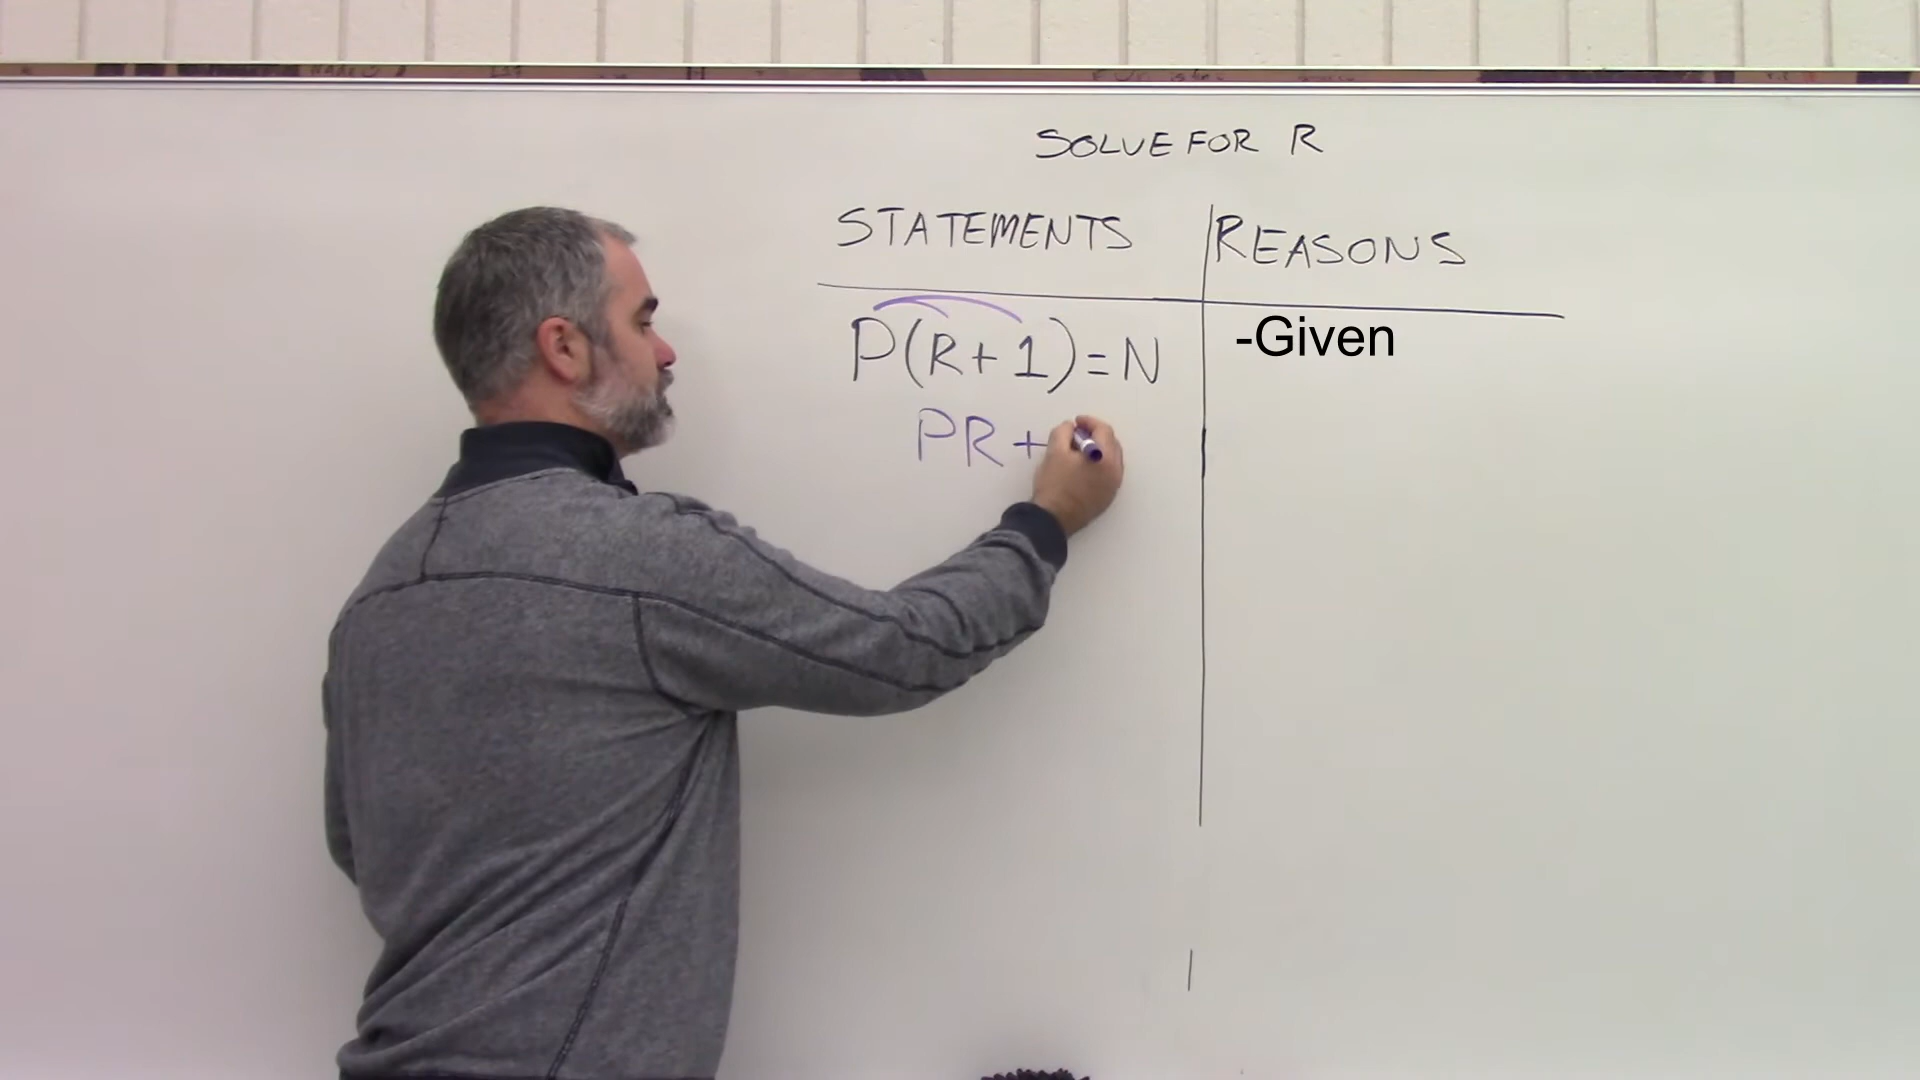 SOLVE FOR R
STATEMENTS REASONS
P(R+1)=N -Given
PR+